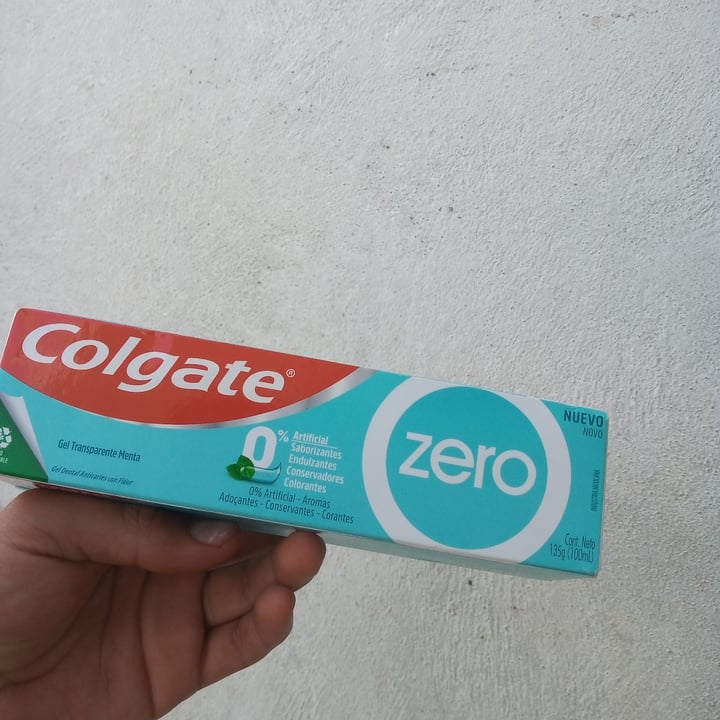 Colgate®
Gel Transparente Menta
Gel Dental Anticaries con Flúor
0% Artificial
Saborizantes
Endulzantes
Conservadores
Colorantes
0% Artificial - Aromas
Adoçantes - Conservantes - Corantes
zero
NUEVO
NOVO
Cont. Neto
135g (100mL)